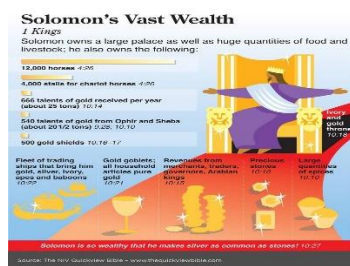 Solomon's Vast Wealth
1 Kings
Solomon owns a large palace as well as huge quantities of food and
livestock; he also owns the following:
12,000 horses 4:26
4,000 stalls for chariot horses 4:26
666 talents of gold received per year
(about 25 tons) 10:14
540 talents of gold from Ophir and Sheba
(about 201/2 tons) 9:28; 10:10
500 gold shields 10:16-17
Ivory
and
gold
throne
10:18
Fleet of trading
ships that bring him
gold, silver, ivory,
apes and baboons
10:22
Gold goblets;
all household
articles pure
gold
10:21
Revenues from
merchants, traders,
governors, Arabian
kings
10:15
Precious
stones
10:10
Large
quantities
of spices
10:10
Solomon is so wealthy that he makes silver as common as stones! 10:27
Source: The NIV Quickview Bible - www.thequickviewbible.com